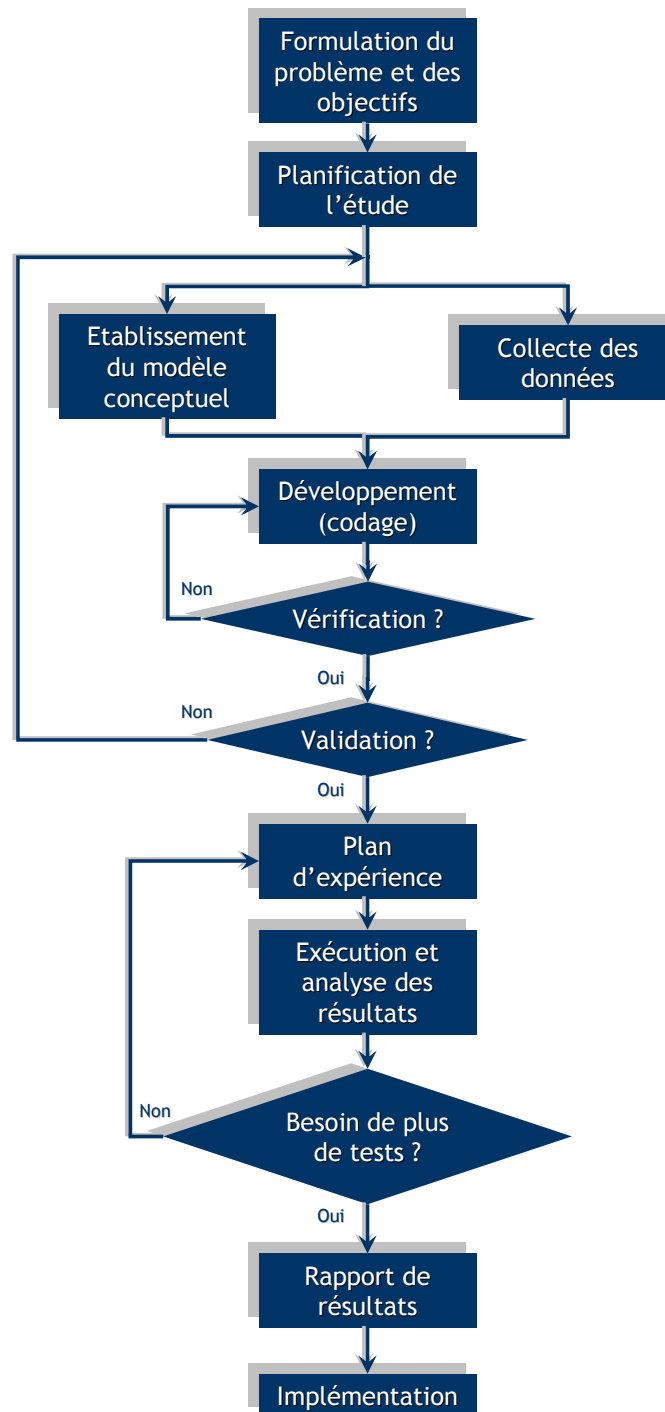 Formulation du
problème et des
objectifs
Planification de
l’étude
Etablissement
du modèle
conceptuel
Collecte des
données
Développement
(codage)
Non
Vérification ?
Oui
Non
Validation ?
Oui
Plan
d’expérience
Exécution et
analyse des
résultats
Non
Besoin de plus
de tests ?
Oui
Rapport de
résultats
Implémentation